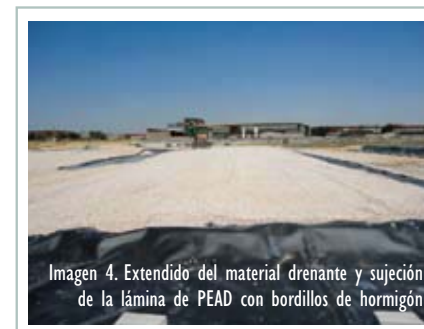 Imagen 4. Extendido del material drenante y sujeción
de la lámina de PEAD con bordillos de hormigón